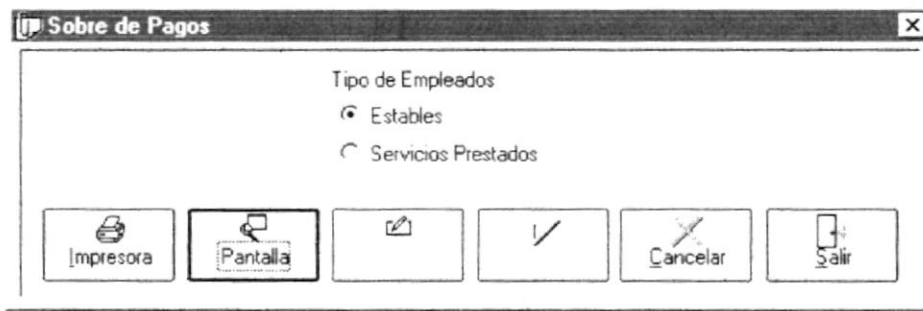 Sobre de Pagos
Tipo de Empleados
Estables
Servicios Prestados
Impresora
Pantalla
Cancelar
Salir